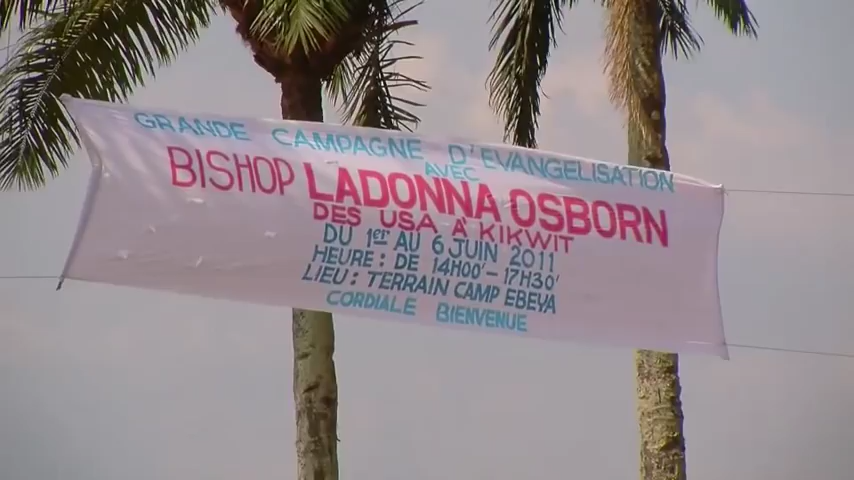 GRANDE CAMPAGNE D'EVANGELISATION
AVEC
BISHOP LADONNA OSBORN
DES USA A KIKWIT
DU 1er AU 6 JUIN 2011
HEURE : DE 14H00' - 17H30'
LIEU : TERRAIN CAMP EBEYA
CORDIALE BIENVENUE